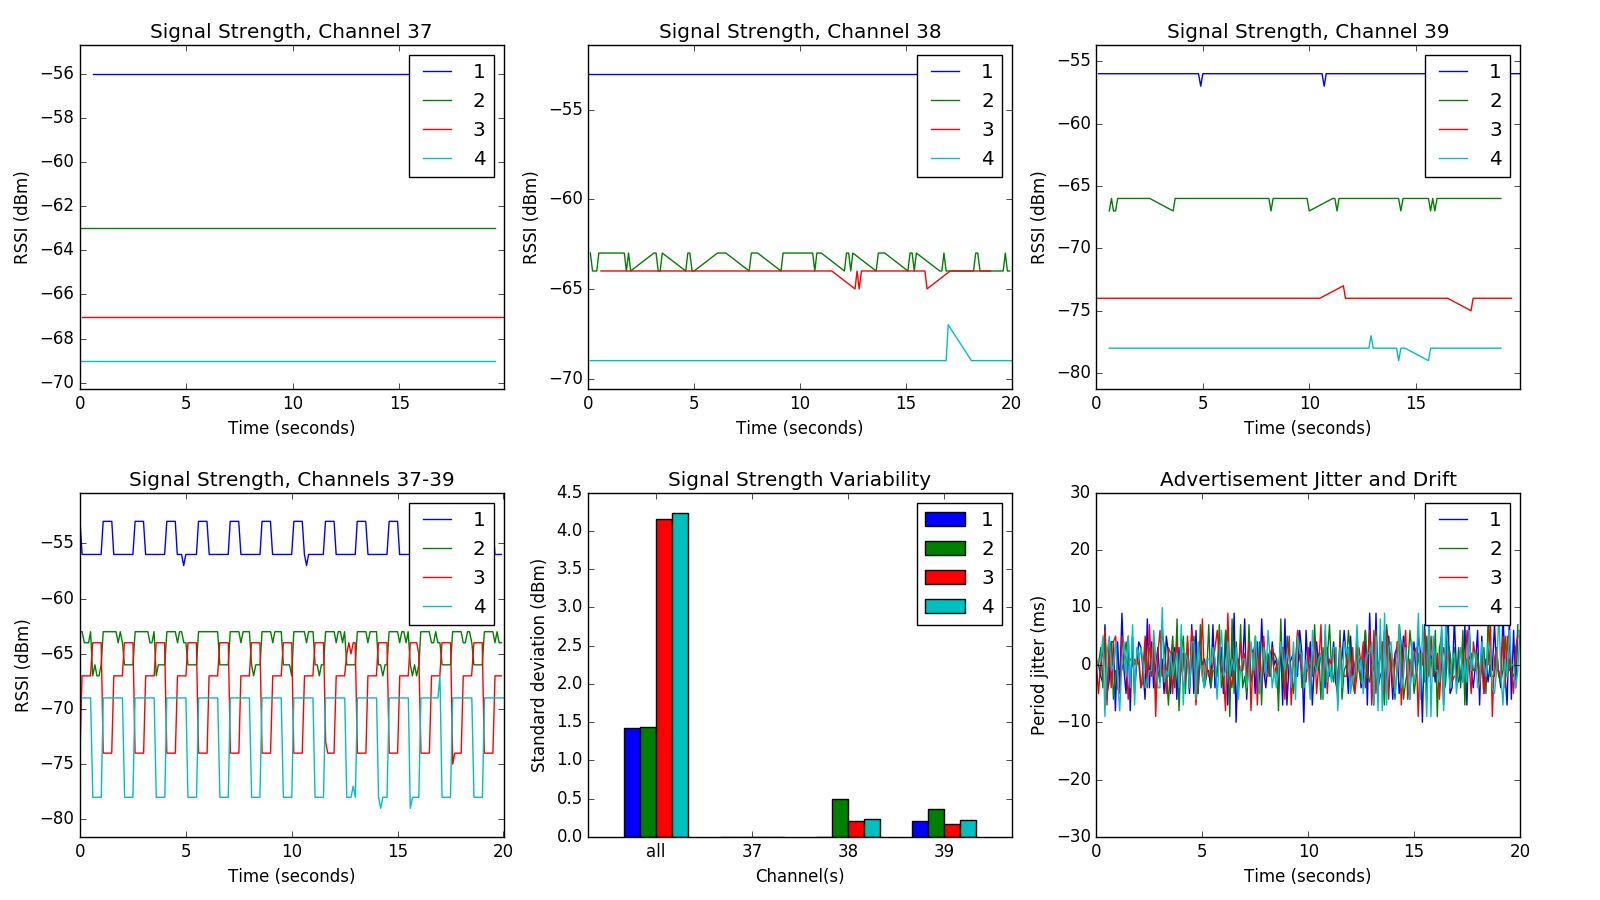 Signal Strength, Channel 37
−56
−58
−60
−62
−64
−66
−68
−70
RSSI (dBm)
0 5 10 15
Time (seconds)
1
2
3
4
Signal Strength, Channel 38
−55
−60
−65
−70
RSSI (dBm)
0 5 10 15 20
Time (seconds)
1
2
3
4
Signal Strength, Channel 39
−55
−60
−65
−70
−75
−80
RSSI (dBm)
0 5 10 15
Time (seconds)
1
2
3
4
Signal Strength, Channels 37-39
−55
−60
−65
−70
−75
−80
RSSI (dBm)
0 5 10 15 20
Time (seconds)
1
2
3
4
Signal Strength Variability
4.5
4.0
3.5
3.0
2.5
2.0
1.5
1.0
0.5
0.0
Standard deviation (dBm)
all 37 38 39
Channel(s)
1
2
3
4
Advertisement Jitter and Drift
30
20
10
0
−10
−20
−30
Period jitter (ms)
0 5 10 15 20
Time (seconds)
1
2
3
4